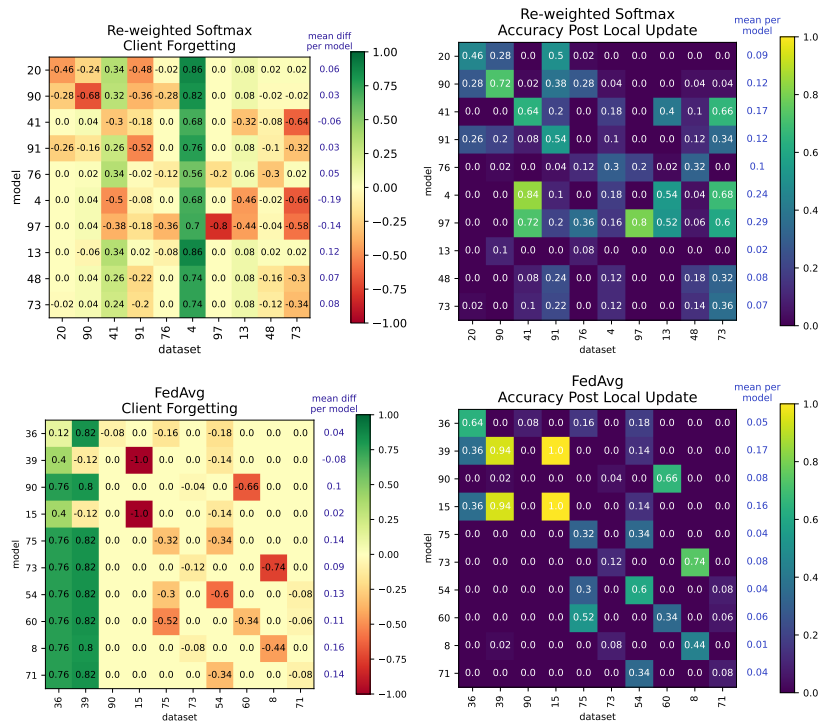 Re-weighted Softmax
Client Forgetting
mean diff
per model
20 -0.46 -0.24 0.34 -0.48 -0.02 0.86 0.0 0.08 0.02 0.02 0.06
90 -0.28 -0.68 0.32 -0.36 -0.28 0.82 0.0 0.08 -0.02 -0.02 0.03
41 0.0 0.04 -0.3 -0.18 0.0 0.68 0.0 -0.32 -0.08 -0.64 -0.06
91 -0.26 -0.16 0.26 -0.52 0.0 0.76 0.0 0.08 -0.1 -0.32 0.03
76 0.0 0.04 0.34 -0.02 -0.12 0.56 -0.2 0.06 -0.3 0.02 0.05
4 0.0 0.04 -0.5 -0.08 0.0 0.68 0.0 -0.46 -0.02 -0.66 -0.19
97 0.0 0.04 -0.38 -0.18 -0.36 0.7 -0.8 -0.44 -0.04 -0.58 -0.14
13 0.0 -0.06 0.34 0.02 -0.08 0.86 0.0 0.08 0.02 0.02 0.12
48 0.0 0.04 0.26 -0.22 0.0 0.74 0.0 0.08 -0.16 -0.3 0.07
73 -0.02 0.04 0.24 -0.2 0.0 0.74 0.0 0.08 -0.12 -0.34 0.08
20 90 41 91 76 4 97 13 48 73
dataset
model
1.00
0.75
0.50
0.25
0.00
−0.25
−0.50
−0.75
−1.00
Re-weighted Softmax
Accuracy Post Local Update
mean per
model
20 0.46 0.28 0.0 0.5 0.02 0.0 0.0 0.0 0.0 0.0 0.09
90 0.28 0.72 0.02 0.38 0.28 0.04 0.0 0.0 0.04 0.04 0.12
41 0.0 0.0 0.64 0.2 0.0 0.18 0.0 0.4 0.1 0.66 0.17
91 0.26 0.2 0.08 0.54 0.0 0.1 0.0 0.0 0.12 0.34 0.12
76 0.0 0.0 0.0 0.04 0.12 0.3 0.2 0.02 0.32 0.0 0.1
4 0.0 0.0 0.84 0.1 0.0 0.18 0.0 0.54 0.04 0.68 0.24
97 0.0 0.0 0.72 0.2 0.36 0.16 0.8 0.52 0.06 0.6 0.29
13 0.0 0.1 0.0 0.0 0.08 0.0 0.0 0.0 0.0 0.0 0.02
48 0.0 0.0 0.08 0.24 0.0 0.12 0.0 0.0 0.18 0.32 0.08
73 0.02 0.0 0.1 0.22 0.0 0.12 0.0 0.0 0.14 0.36 0.07
20 90 41 91 76 4 97 13 48 73
dataset
model
1.0
0.8
0.6
0.4
0.2
0.0
FedAvg
Client Forgetting
mean diff
per model
36 0.12 0.82 -0.08 0.0 -0.16 0.0 -0.18 0.0 0.0 0.0 0.04
39 0.4 -0.12 0.0 -1.0 0.0 0.0 -0.14 0.0 0.0 0.0 -0.08
90 0.76 0.8 0.0 0.0 0.0 -0.04 0.0 -0.66 0.0 0.0 0.1
15 0.4 -0.12 0.0 -1.0 0.0 0.0 -0.14 0.0 0.0 0.0 0.02
75 0.76 0.82 0.0 0.0 -0.32 0.0 -0.34 0.0 0.0 0.0 0.14
73 0.76 0.82 0.0 0.0 0.0 -0.12 0.0 0.0 -0.74 0.0 0.09
54 0.76 0.82 0.0 0.0 -0.3 0.0 -0.6 0.0 0.0 -0.08 0.13
60 0.76 0.82 0.0 0.0 -0.52 0.0 0.0 -0.34 0.0 -0.06 0.11
8 0.76 0.8 0.0 0.0 0.0 -0.08 0.0 0.0 -0.44 0.0 0.16
71 0.76 0.82 0.0 0.0 0.0 0.0 -0.34 0.0 0.0 -0.08 0.14
36 39 90 15 75 73 54 60 8 71
dataset
model
1.00
0.75
0.50
0.25
0.00
−0.25
−0.50
−0.75
−1.00
FedAvg
Accuracy Post Local Update
mean per
model
36 0.64 0.0 0.08 0.0 0.16 0.0 0.18 0.0 0.0 0.0 0.05
39 0.36 0.94 0.0 1.0 0.0 0.0 0.14 0.0 0.0 0.0 0.17
90 0.0 0.02 0.0 0.0 0.0 0.04 0.0 0.66 0.0 0.0 0.08
15 0.36 0.94 0.0 1.0 0.0 0.0 0.14 0.0 0.0 0.0 0.16
75 0.0 0.0 0.0 0.0 0.32 0.0 0.34 0.0 0.0 0.0 0.04
73 0.0 0.0 0.0 0.0 0.0 0.12 0.0 0.0 0.74 0.0 0.08
54 0.0 0.0 0.0 0.0 0.3 0.0 0.6 0.0 0.0 0.08 0.04
60 0.0 0.0 0.0 0.0 0.52 0.0 0.0 0.34 0.0 0.06 0.06
8 0.0 0.02 0.0 0.0 0.0 0.08 0.0 0.0 0.44 0.0 0.01
71 0.0 0.0 0.0 0.0 0.0 0.0 0.34 0.0 0.0 0.08 0.04
36 39 90 15 75 73 54 60 8 71
dataset
model
1.0
0.8
0.6
0.4
0.2
0.0